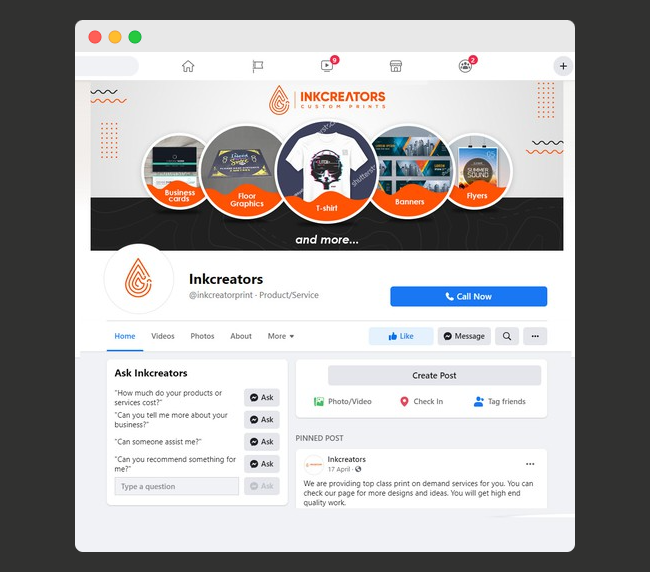 9
2
+
INKCREATORS
CUSTOM PRINTS
Business
cards
Floor
Graphics
shutterstock
T-shirt
Banners
SUMMER
SOUND
Flyers
and more...
Inkcreators
@inkcreatorprint · Product/Service
Call Now
Home
Videos
Photos
About
More
Like
Message
Ask Inkcreators
"How much do your products or
services cost?"
Ask
"Can you tell me more about your
business?"
Ask
"Can someone assist me?"
Ask
"Can you recommend something for
me?"
Ask
Type a question
Ask
Create Post
Photo/Video
Check In
Tag friends
PINNED POST
Inkcreators
17 April ·
We are providing top class print on demand services for you. You can
check our page for more designs and ideas. You will get high end
quality work.